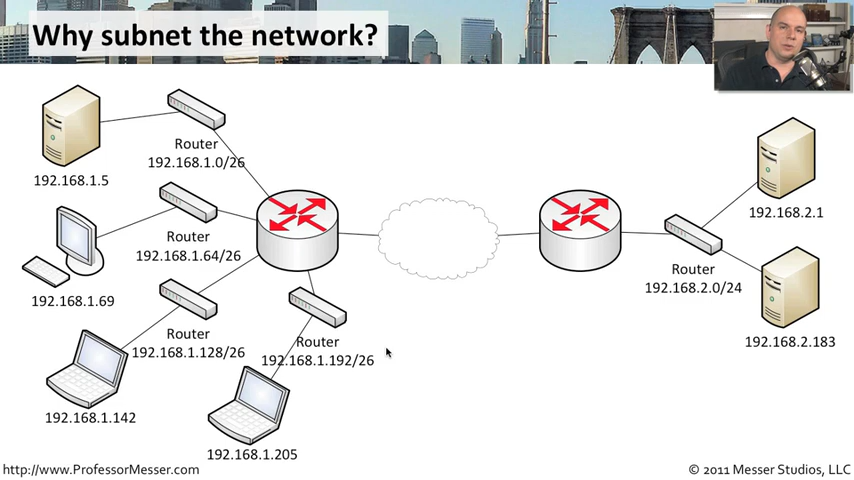 Why subnet the network?
Router
192.168.1.0/26
192.168.1.5
Router
192.168.1.64/26
192.168.1.69
Router
192.168.1.128/26
192.168.1.142
Router
192.168.1.192/26
192.168.1.205
192.168.2.1
Router
192.168.2.0/24
192.168.2.183
http://www.ProfessorMesser.com
© 2011 Messer Studios, LLC